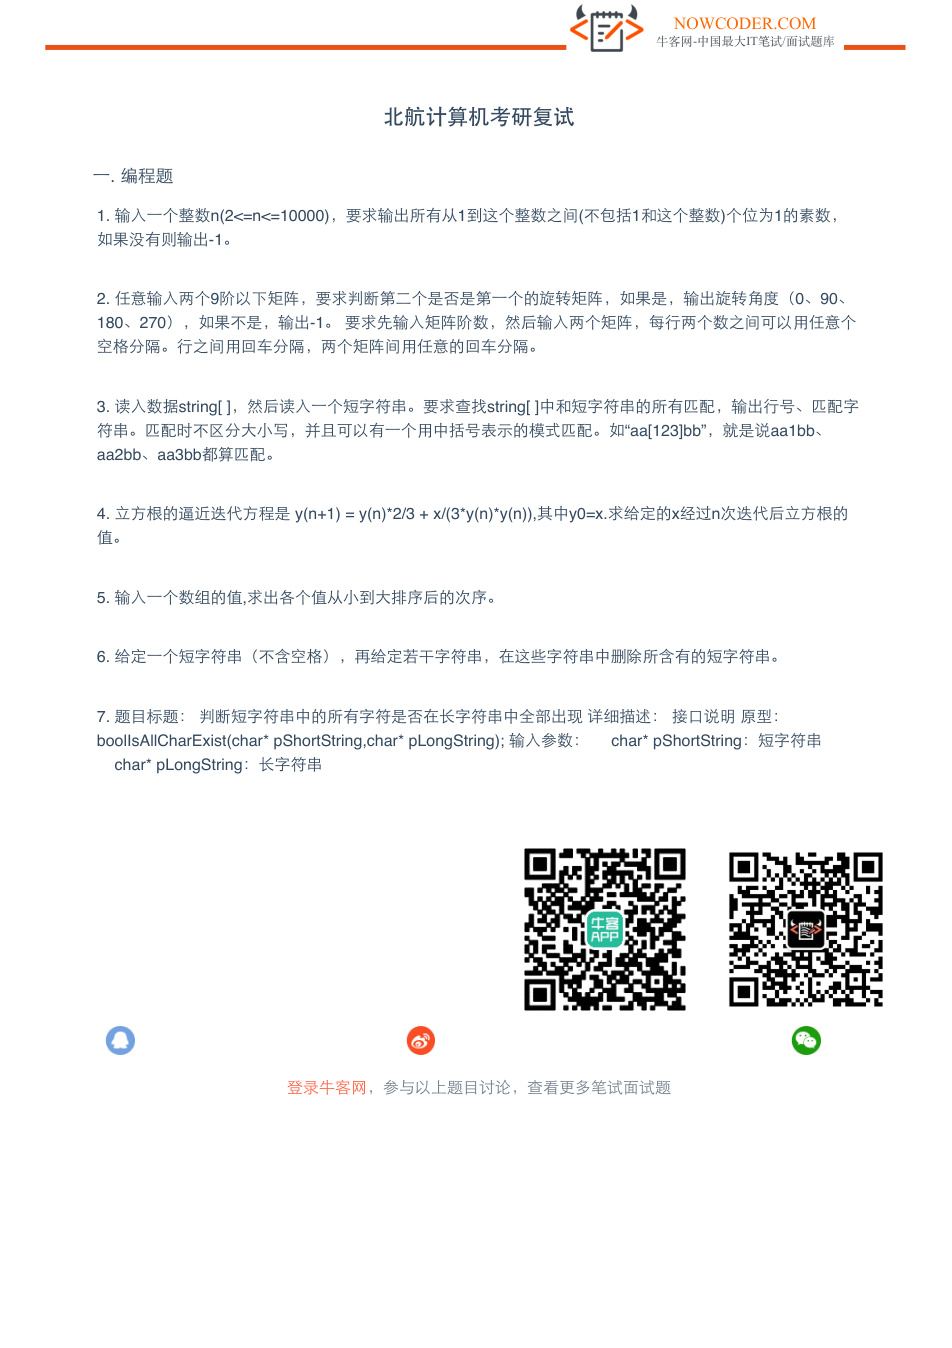 NOWCODER.COM
牛客网-中国最大IT笔试/面试题库
北航计算机考研复试
一. 编程题
1. 输入一个整数n(2<=n<=10000)，要求输出所有从1到这个整数之间(不包括1和这个整数)个位为1的素数，
如果没有则输出-1。
2. 任意输入两个9阶以下矩阵，要求判断第二个是否是第一个的旋转矩阵，如果是，输出旋转角度（0、90、
180、270），如果不是，输出-1。 要求先输入矩阵阶数，然后输入两个矩阵，每行两个数之间可以用任意个
空格分隔。行之间用回车分隔，两个矩阵间用任意的回车分隔。
3. 读入数据string[ ]，然后读入一个短字符串。要求查找string[ ]中和短字符串的所有匹配，输出行号、匹配字
符串。匹配时不区分大小写，并且可以有一个用中括号表示的模式匹配。如“aa[123]bb”，就是说aa1bb、
aa2bb、aa3bb都算匹配。
4. 立方根的逼近迭代方程是 y(n+1) = y(n)*2/3 + x/(3*y(n)*y(n)),其中y0=x.求给定的x经过n次迭代后立方根的
值。
5. 输入一个数组的值,求出各个值从小到大排序后的次序。
6. 给定一个短字符串（不含空格），再给定若干字符串，在这些字符串中删除所含有的短字符串。
7. 题目标题： 判断短字符串中的所有字符是否在长字符串中全部出现 详细描述： 接口说明 原型：
boolIsAllCharExist(char* pShortString,char* pLongString); 输入参数： char* pShortString：短字符串
char* pLongString：长字符串
牛客
APP
登录牛客网，参与以上题目讨论，查看更多笔试面试题